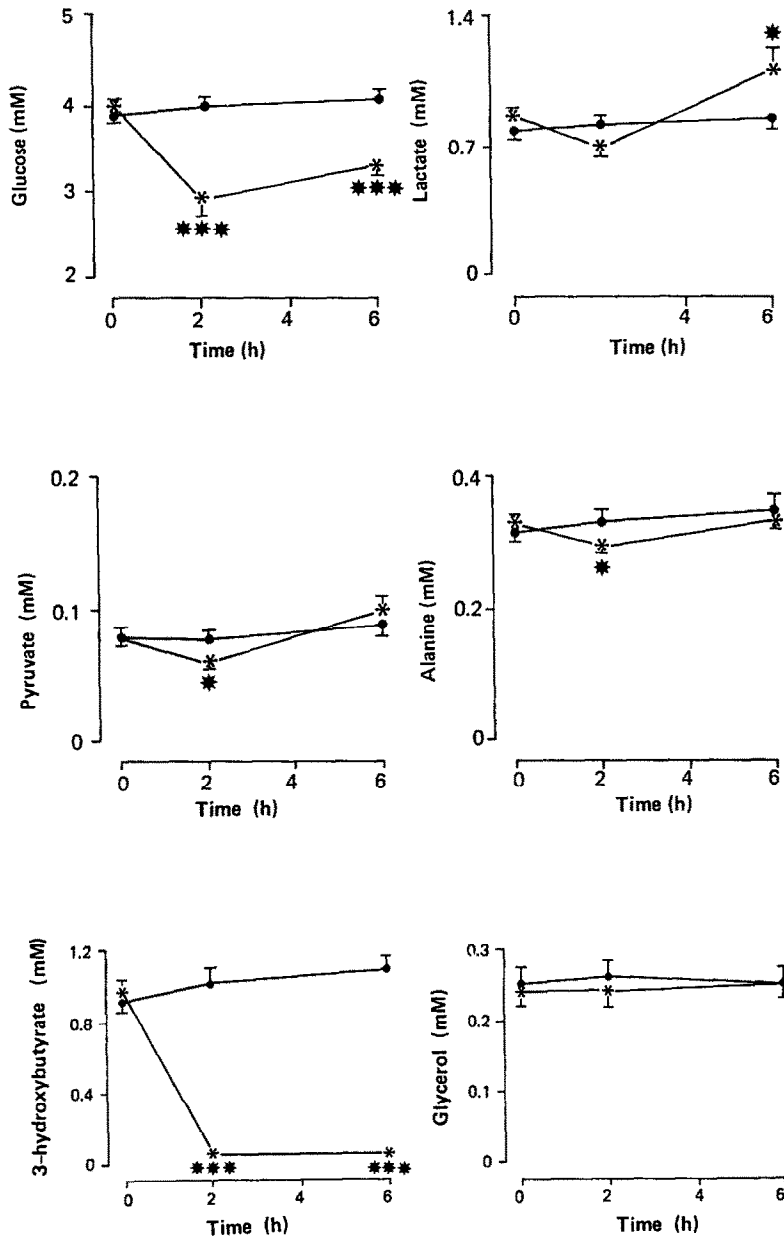 5
4
3
2
Glucose (mM)
0 2 4 6
Time (h)
1.4
0.7
0
Lactate (mM)
0 2 4 6
Time (h)
0.2
0.1
0
Pyruvate (mM)
0 2 4 6
Time (h)
0.4
0.2
0
Alanine (mM)
0 2 4 6
Time (h)
1.2
0.8
0.4
0
3-hydroxybutyrate (mM)
0 2 4 6
Time (h)
0.3
0.2
0.1
0
Glycerol (mM)
0 2 4 6
Time (h)